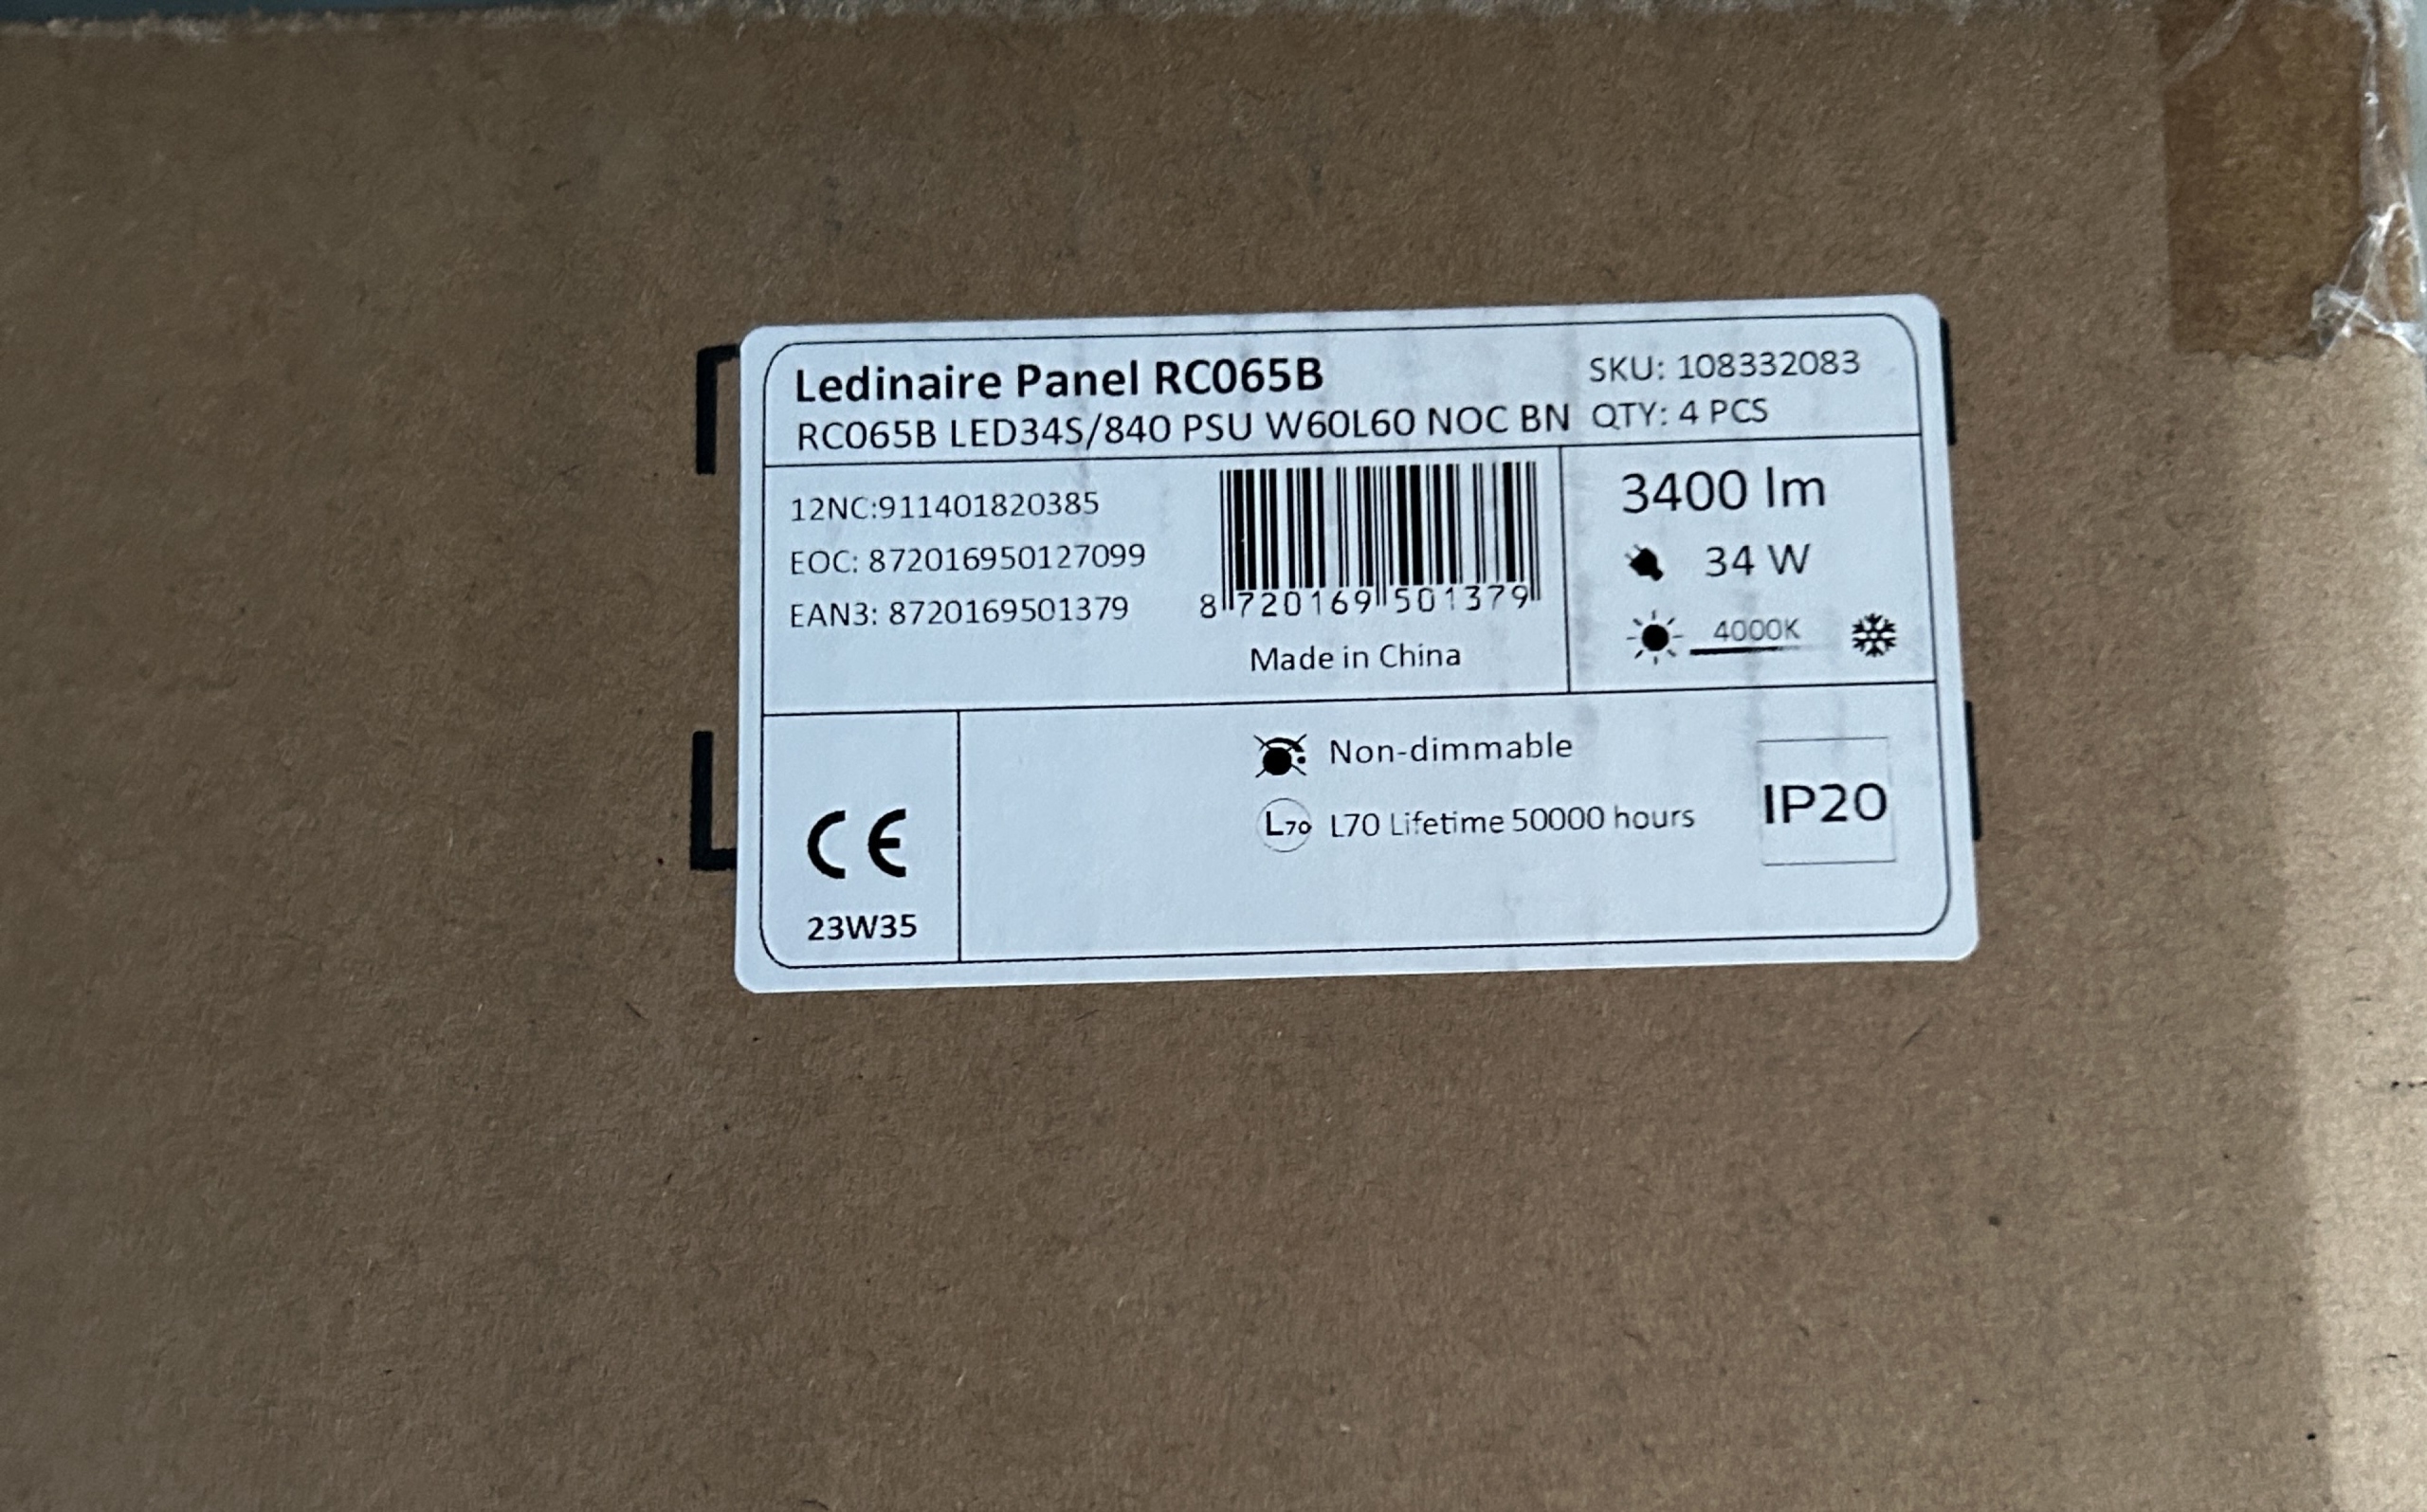 Ledinaire Panel RC065B
SKU: 108332083
RC065B LED34S/840 PSU W60L60 NOC BN
QTY: 4 PCS
12NC:911401820385
EOC: 872016950127099
EAN3: 8720169501379
8 720169 501379
Made in China
3400 lm
34 W
4000K
CE
23W35
Non-dimmable
L70 L70 Lifetime 50000 hours
IP20